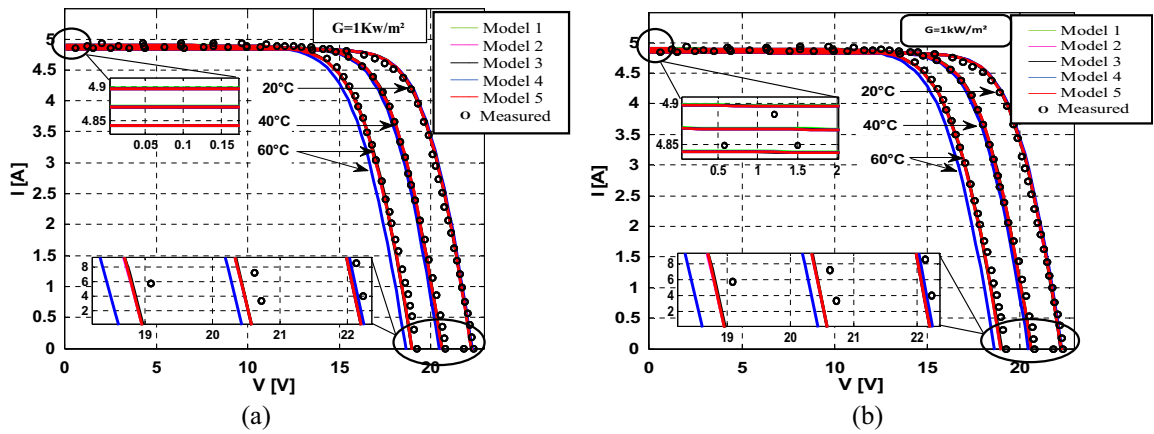 G=1Kw/m²
Model 1
Model 2
Model 3
Model 4
Model 5
Measured
5
4.5
4
3.5
3
2.5
2
1.5
1
0.5
0
I [A]
4.9
4.85
0.05
0.1
0.15
20°C
40°C
60°C
8
6
4
2
19
20
21
22
0
5
10
15
20
V [V]
(a)
G=1kW/m²
Model 1
Model 2
Model 3
Model 4
Model 5
Measured
5
4.5
4
3.5
3
2.5
2
1.5
1
0.5
0
I [A]
4.9
4.85
0.5
1
1.5
2
20°C
40°C
60°C
8
6
4
2
19
20
21
22
0
5
10
15
20
V [V]
(b)